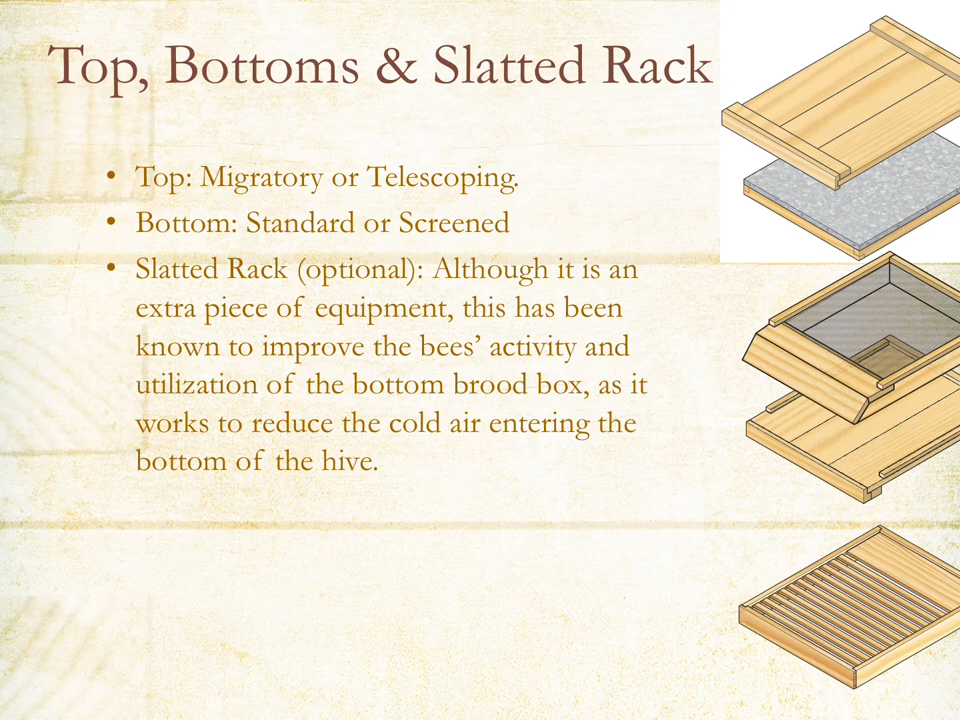 Top, Bottoms & Slatted Rack
• Top: Migratory or Telescoping.
• Bottom: Standard or Screened
• Slatted Rack (optional): Although it is an
extra piece of equipment, this has been
known to improve the bees’ activity and
utilization of the bottom brood box, as it
works to reduce the cold air entering the
bottom of the hive.